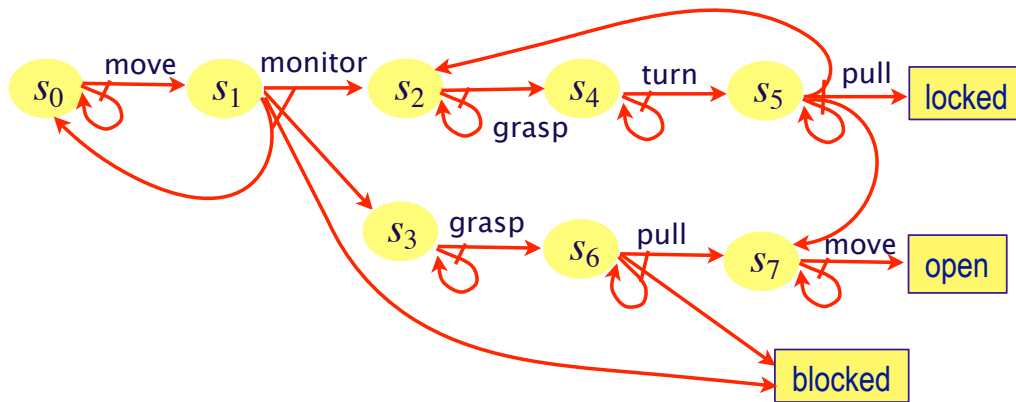 move
monitor
turn
pull
s0
s1
s2
s4
s5
locked
grasp
grasp
pull
move
s3
s6
s7
open
blocked